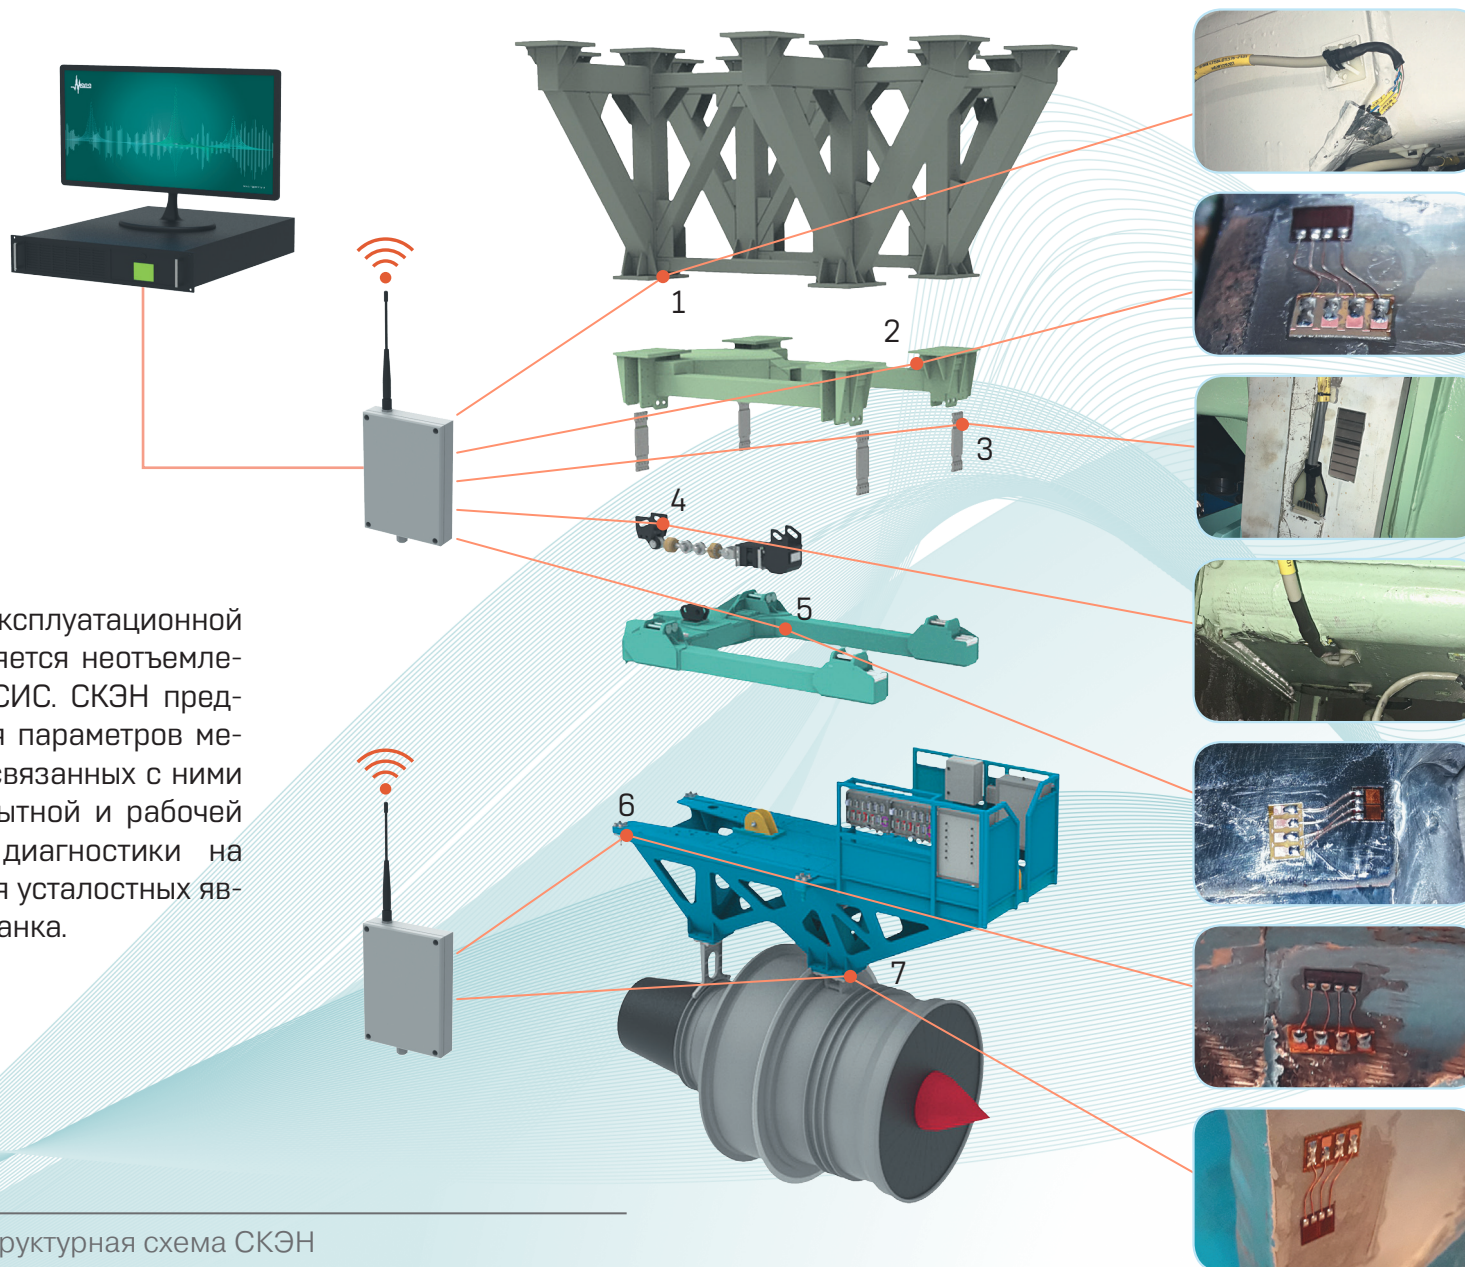 1
2
3
4
5
ксплуатационной
яется неотъемле-
СИС. СКЭН пред-
я параметров ме-
связанных с ними
ытной и рабочей
диагностики на
я усталостных яв-
анка.
6
7
руктурная схема СКЭН